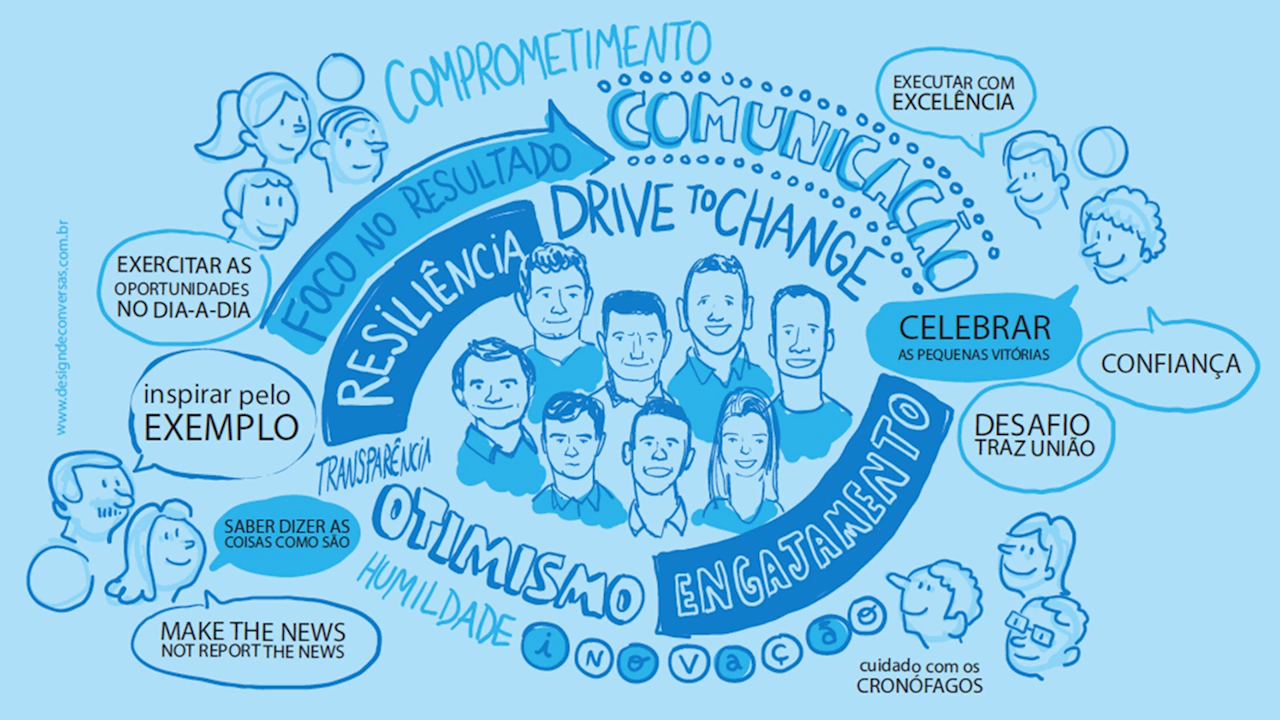 COMPROMETIMENTO
COMUNICAÇÃO
EXECUTAR COM
EXCELÊNCIA
FOCO NO RESULTADO
DRIVE TO CHANGE
RESILIÊNCIA
www.designdeconversas.com.br
EXERCITAR AS
OPORTUNIDADES
NO DIA-A-DIA
CELEBRAR
AS PEQUENAS VITÓRIAS
CONFIANÇA
inspirar pelo
EXEMPLO
DESAFIO
TRAZ UNIÃO
TRANSPARÊNCIA
OTIMISMO
ENGAJAMENTO
SABER DIZER AS
COISAS COMO SÃO
HUMILDADE
inovação
MAKE THE NEWS
NOT REPORT THE NEWS
cuidado com os
CRONÓFAGOS